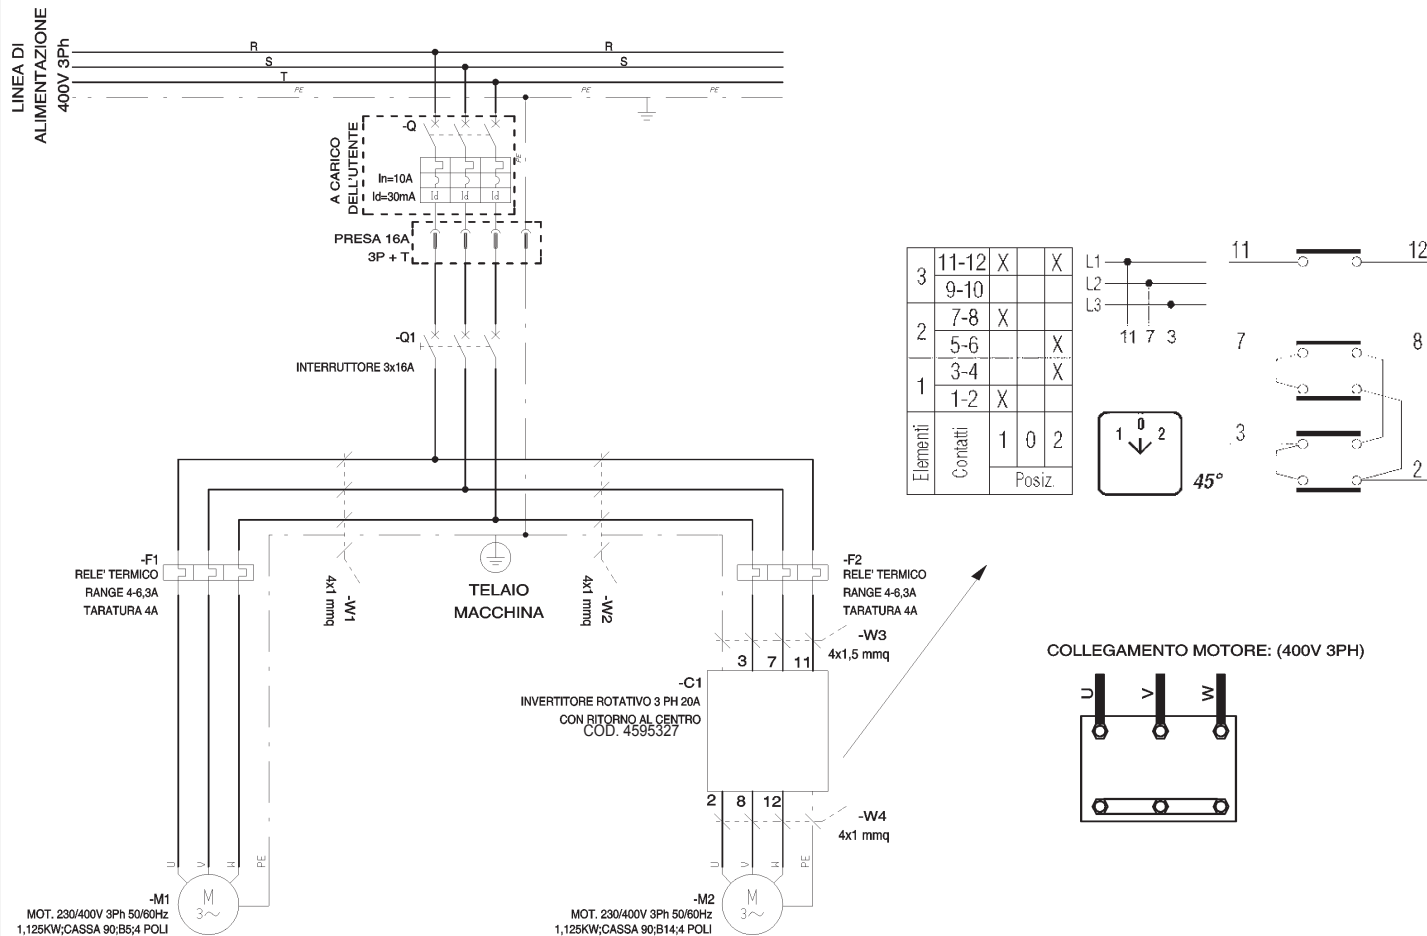 LINEA DI
ALIMENTAZIONE
400V 3Ph
R
R
S
S
T
PE
PE
PE
A CARICO
DELL'UTENTE
-Q
In=10A
Id=30mA
Id
Id
Id
PE
PRESA 16A
3P + T
-Q1
INTERRUTTORE 3x16A
-F1
RELE' TERMICO
RANGE 4-6,3A
TARATURA 4A
-W1
4x1 mmq
TELAIO
MACCHINA
-W2
4x1 mmq
-F2
RELE' TERMICO
RANGE 4-6,3A
TARATURA 4A
-W3
4x1,5 mmq
3 7 11
-C1
INVERTITORE ROTATIVO 3 PH 20A
CON RITORNO AL CENTRO
COD. 4595327
2 8 12
-W4
4x1 mmq
U V W PE
U V W PE
-M1
M
3~
MOT. 230/400V 3Ph 50/60Hz
1,125KW;CASSA 90;B5;4 POLI
-M2
M
3~
MOT. 230/400V 3Ph 50/60Hz
1,125KW;CASSA 90;B14;4 POLI
3 11-12 X X
9-10
2 7-8 X
5-6 X
1 3-4 X
1-2 X
Elementi Contatti 1 0 2
Posiz.
L1
L2
L3
11 7 3
1 0 2
45°
11 12
7 8
3
2
COLLEGAMENTO MOTORE: (400V 3PH)
U V W